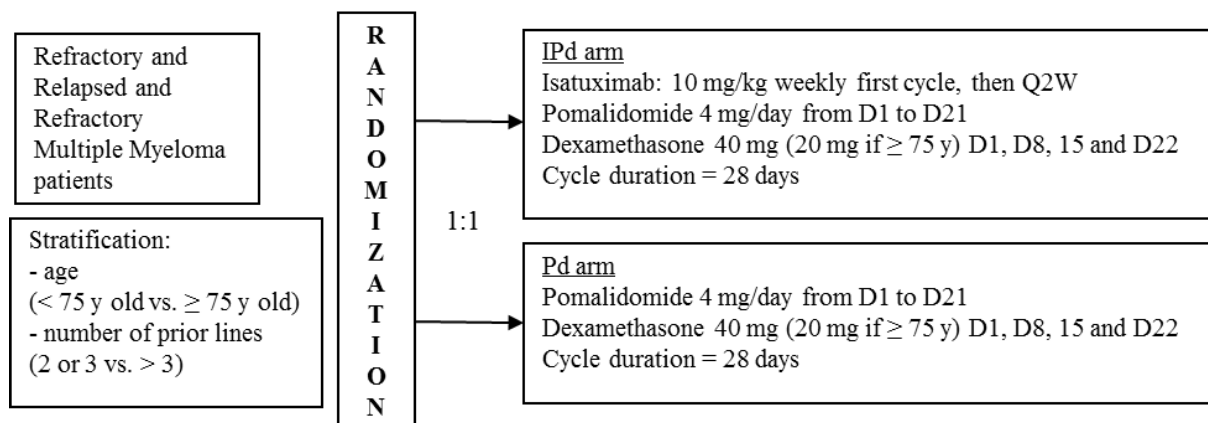 Refractory and
Relapsed and
Refractory
Multiple Myeloma
patients
Stratification:
- age
(< 75 y old vs. ≥ 75 y old)
- number of prior lines
(2 or 3 vs. > 3)
R
A
N
D
O
M
I
Z
A
T
I
O
N
1:1
IPd arm
Isatuximab: 10 mg/kg weekly first cycle, then Q2W
Pomalidomide 4 mg/day from D1 to D21
Dexamethasone 40 mg (20 mg if ≥ 75 y) D1, D8, 15 and D22
Cycle duration = 28 days
Pd arm
Pomalidomide 4 mg/day from D1 to D21
Dexamethasone 40 mg (20 mg if ≥ 75 y) D1, D8, 15 and D22
Cycle duration = 28 days